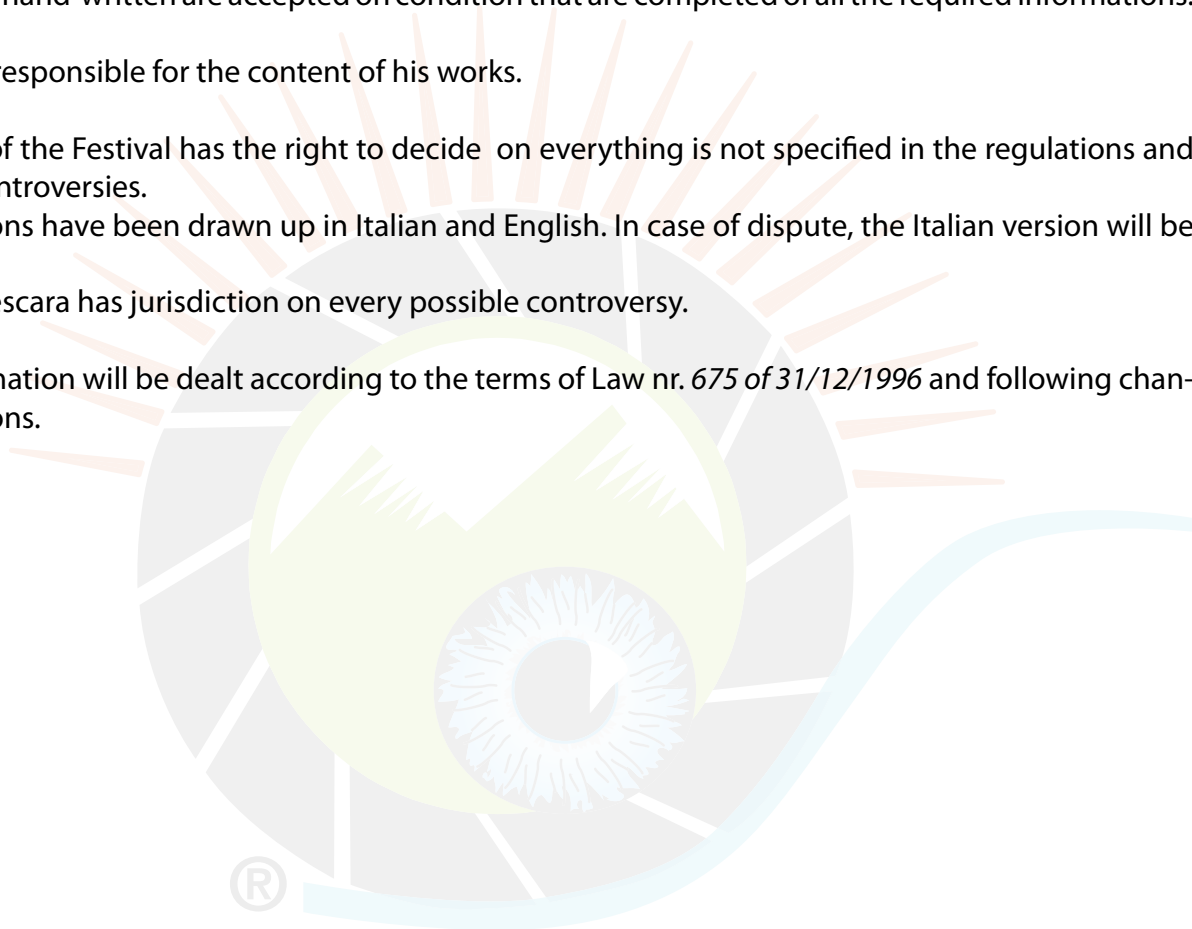 hand-written are accepted on condition that are completed of all the required informations.
responsible for the content of his works.
of the Festival has the right to decide on everything is not specified in the regulations and
ntroversies.
ons have been drawn up in Italian and English. In case of dispute, the Italian version will be
escara has jurisdiction on every possible controversy.
nation will be dealt according to the terms of Law nr. 675 of 31/12/1996 and following chan-
ons.
®